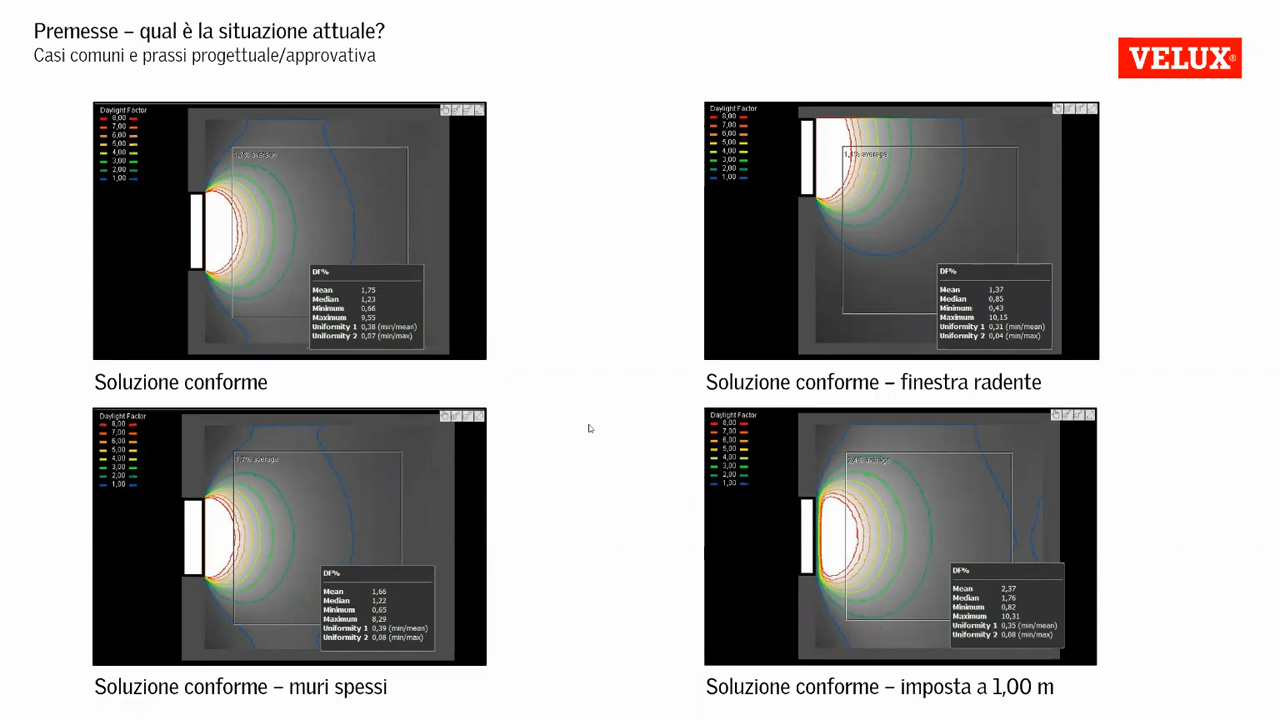 Premesse – qual è la situazione attuale?
Casi comuni e prassi progettuale/approvativa
VELUX®
Daylight Factor
8,00
7,00
6,00
5,00
4,00
3,00
2,00
1,00
average
DF%
Mean 1,75
Median 1,23
Minimum 0,66
Maximum 9,55
Uniformity 1 0,38 (min/mean)
Uniformity 2 0,07 (min/max)
Soluzione conforme
Daylight Factor
8,00
7,00
6,00
5,00
4,00
3,00
2,00
1,00
average
DF%
Mean 1,37
Median 0,85
Minimum 0,43
Maximum 10,15
Uniformity 1 0,31 (min/mean)
Uniformity 2 0,04 (min/max)
Soluzione conforme – finestra radente
Daylight Factor
8,00
7,00
6,00
5,00
4,00
3,00
2,00
1,00
1,7% average
DF%
Mean 1,66
Median 1,22
Minimum 0,65
Maximum 8,29
Uniformity 1 0,39 (min/mean)
Uniformity 2 0,08 (min/max)
Soluzione conforme – muri spessi
Daylight Factor
8,00
7,00
6,00
5,00
4,00
3,00
2,00
1,00
2,4% average
DF%
Mean 2,37
Median 1,76
Minimum 0,82
Maximum 10,31
Uniformity 1 0,35 (min/mean)
Uniformity 2 0,08 (min/max)
Soluzione conforme – imposta a 1,00 m